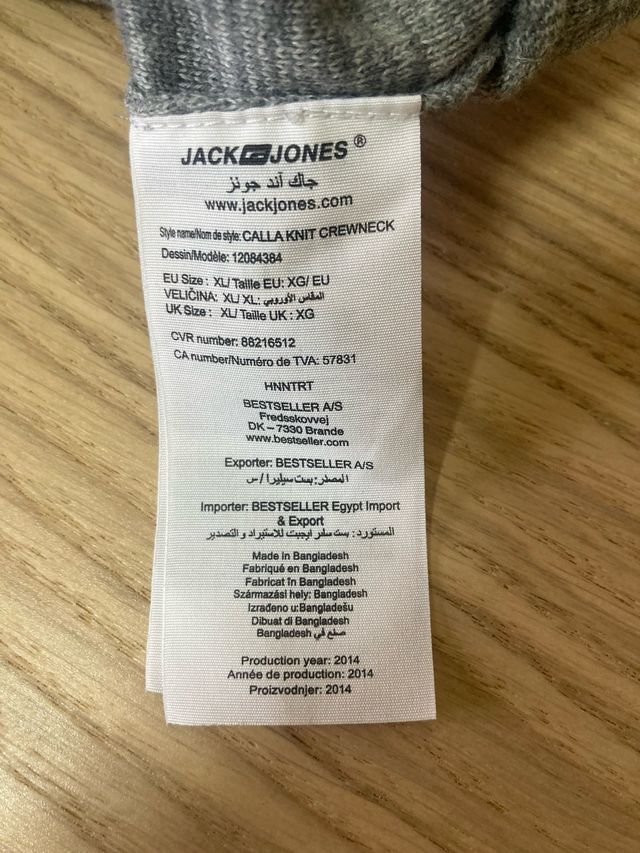 JACK JONES ®
جاك آند جونز
www.jackjones.com
Style name/Nom de style: CALLA KNIT CREWNECK
Dessin/Modèle: 12084384
EU Size : XL/ Taille EU: XG/ EU
VELIČINA: XL/ XL: المقاس الأوروبي
UK Size : XL/ Taille UK : XG
CVR number: 88216512
CA number/Numéro de TVA: 57831
HNNTRT
BESTSELLER A/S
Fredsskovvej
DK – 7330 Brande
www.bestseller.com
Exporter: BESTSELLER A/S
المصدر: بست سيليرا / س
Importer: BESTSELLER Egypt Import
& Export
المستورد: بست سلر ايجبت للاستيراد والتصدير
Made in Bangladesh
Fabriqué en Bangladesh
Fabricat în Bangladesh
Származási hely: Bangladesh
Izrađeno u:Bangladešu
Dibuat di Bangladesh
Bangladesh صنع في
Production year: 2014
Année de production: 2014
Proizvodnjer: 2014